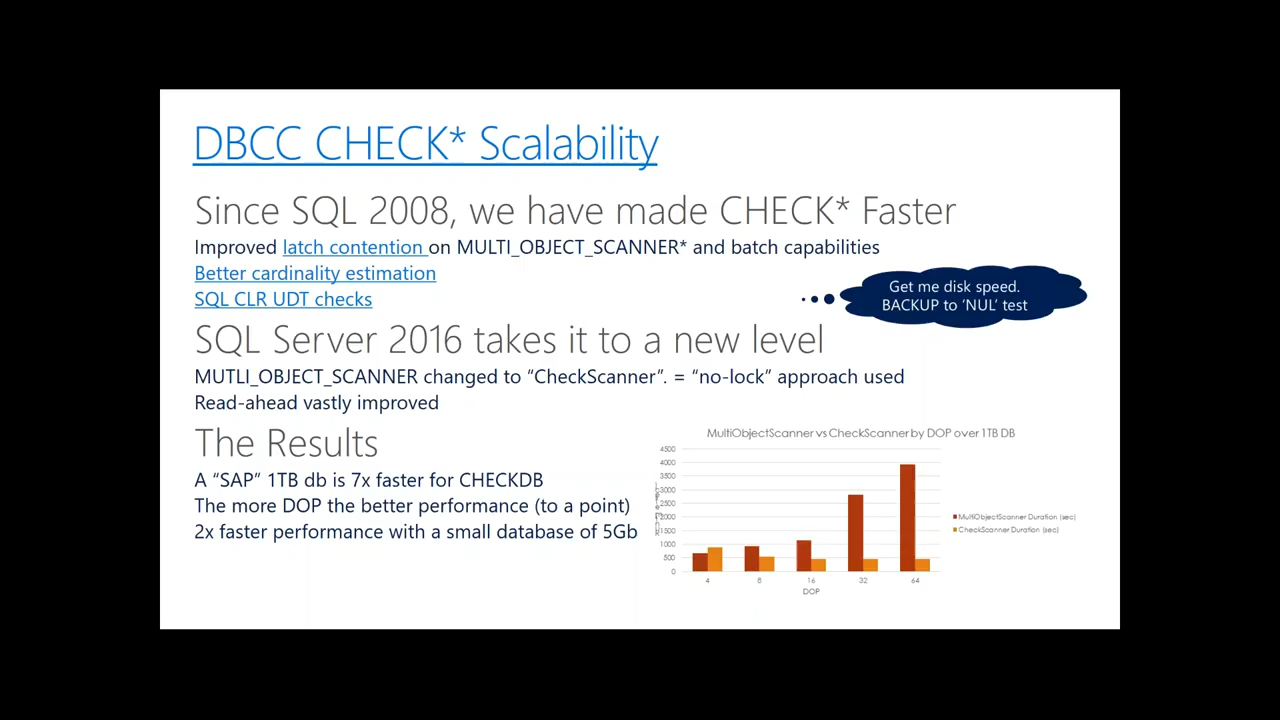 DBCC CHECK* Scalability
Since SQL 2008, we have made CHECK* Faster
Improved latch contention on MULTI_OBJECT_SCANNER* and batch capabilities
Better cardinality estimation
SQL CLR UDT checks
Get me disk speed.
BACKUP to ‘NUL’ test
SQL Server 2016 takes it to a new level
MUTLI_OBJECT_SCANNER changed to “CheckScanner”. = “no-lock” approach used
Read-ahead vastly improved
The Results
A “SAP” 1TB db is 7x faster for CHECKDB
The more DOP the better performance (to a point)
2x faster performance with a small database of 5Gb
MultiObjectScanner vs CheckScanner by DOP over 1TB DB
4500
4000
3500
3000
2500
2000
1500
1000
500
0
4 8 16 32 64
DOP
MultiObjectScanner Duration (sec)
CheckScanner Duration (sec)